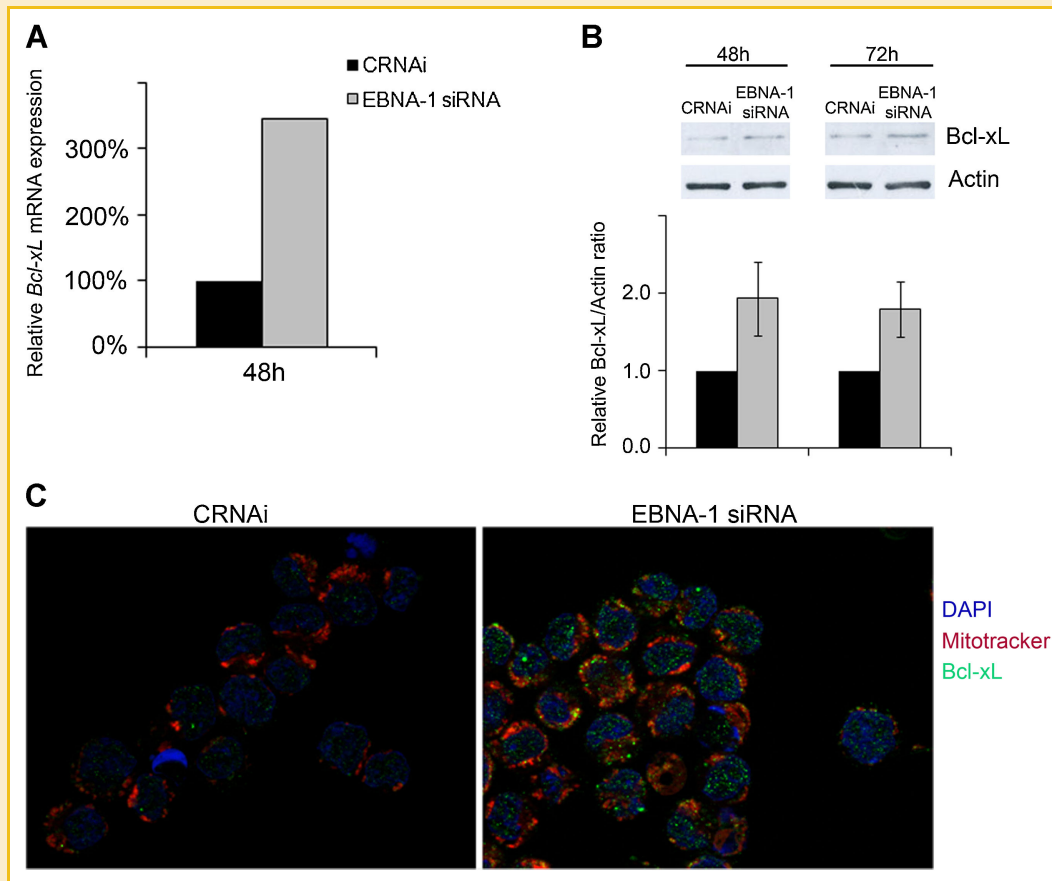 A
CRNAi
EBNA-1 siRNA
Relative Bcl-xL mRNA expression
300%
200%
100%
0%
48h
B
48h
72h
CRNAi
EBNA-1
siRNA
CRNAi
EBNA-1
siRNA
Bcl-xL
Actin
Relative Bcl-xL/Actin ratio
2.0
1.0
0.0
C
CRNAi
EBNA-1 siRNA
DAPI
Mitotracker
Bcl-xL